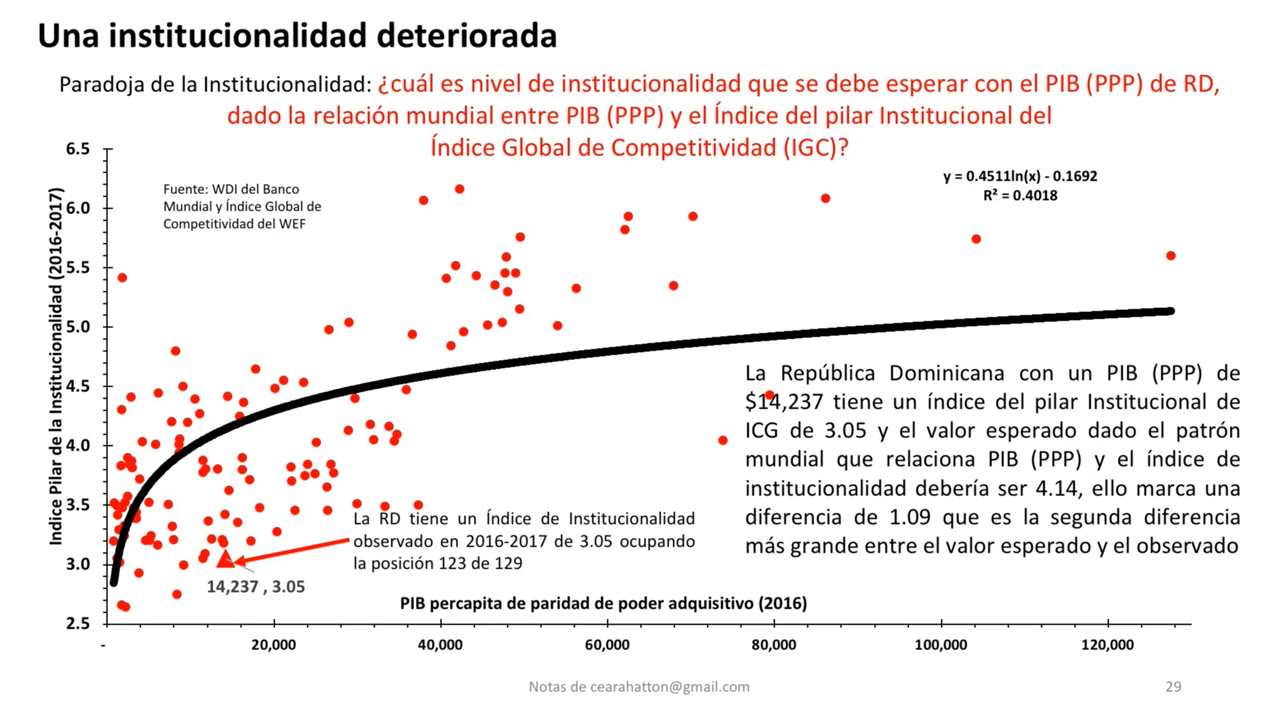 Una institucionalidad deteriorada
Paradoja de la Institucionalidad: ¿cuál es nivel de institucionalidad que se debe esperar con el PIB (PPP) de RD,
dado la relación mundial entre PIB (PPP) y el Índice del pilar Institucional del
Índice Global de Competitividad (IGC)?
Indice Pilar de la Institucionalidad (2016-2017)
6.5
6.0
5.5
5.0
4.5
4.0
3.5
3.0
2.5
Fuente: WDI del Banco
Mundial y Índice Global de
Competitividad del WEF
y = 0.4511ln(x) - 0.1692
R² = 0.4018
La República Dominicana con un PIB (PPP) de
$14,237 tiene un índice del pilar Institucional de
ICG de 3.05 y el valor esperado dado el patrón
mundial que relaciona PIB (PPP) y el índice de
institucionalidad debería ser 4.14, ello marca una
diferencia de 1.09 que es la segunda diferencia
más grande entre el valor esperado y el observado
La RD tiene un Índice de Institucionalidad
observado en 2016-2017 de 3.05 ocupando
la posición 123 de 129
14,237 , 3.05
PIB percapita de paridad de poder adquisitivo (2016)
- 20,000 40,000 60,000 80,000 100,000 120,000
Notas de cearahatton@gmail.com
29